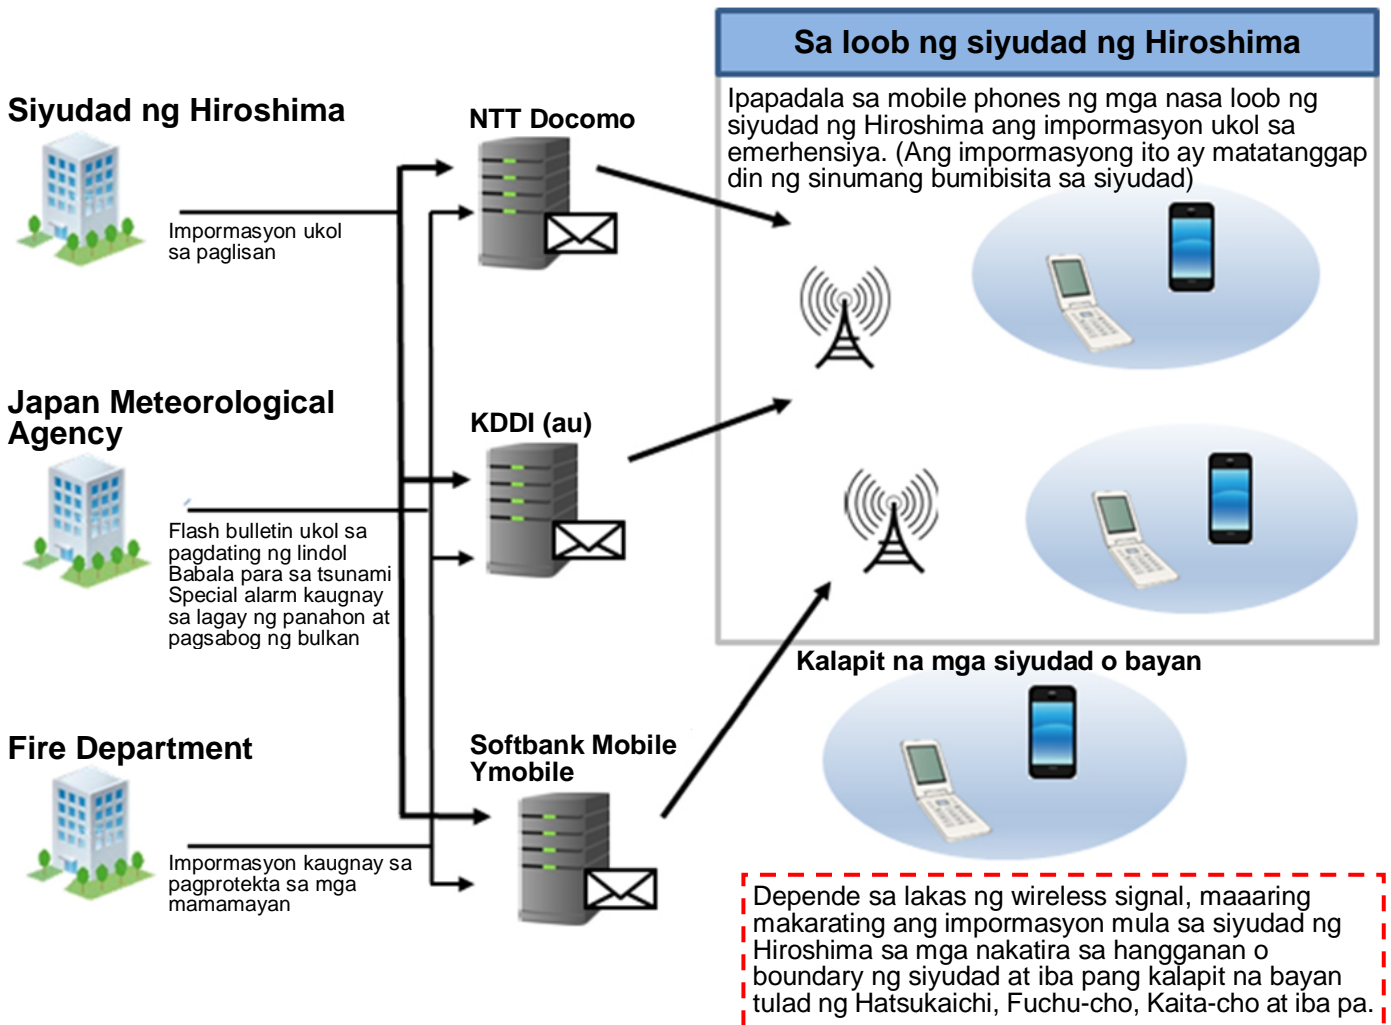 Sa loob ng siyudad ng Hiroshima
Ipapadala sa mobile phones ng mga nasa loob ng
siyudad ng Hiroshima ang impormasyon ukol sa
emerhensiya. (Ang impormasyong ito ay matatanggap
din ng sinumang bumibisita sa siyudad)
Siyudad ng Hiroshima
Impormasyon ukol
sa paglisan
NTT Docomo
Japan Meteorological
Agency
Flash bulletin ukol sa
pagdating ng lindol
Babala para sa tsunami
Special alarm kaugnay
sa lagay ng panahon at
pagsabog ng bulkan
KDDI (au)
Fire Department
Impormasyon kaugnay sa
pagprotekta sa mga
mamamayan
Softbank Mobile
Ymobile
Kalapit na mga siyudad o bayan
Depende sa lakas ng wireless signal, maaaring
makarating ang impormasyon mula sa siyudad ng
Hiroshima sa mga nakatira sa hangganan o
boundary ng siyudad at iba pang kalapit na bayan
tulad ng Hatsukaichi, Fuchu-cho, Kaita-cho at iba pa.